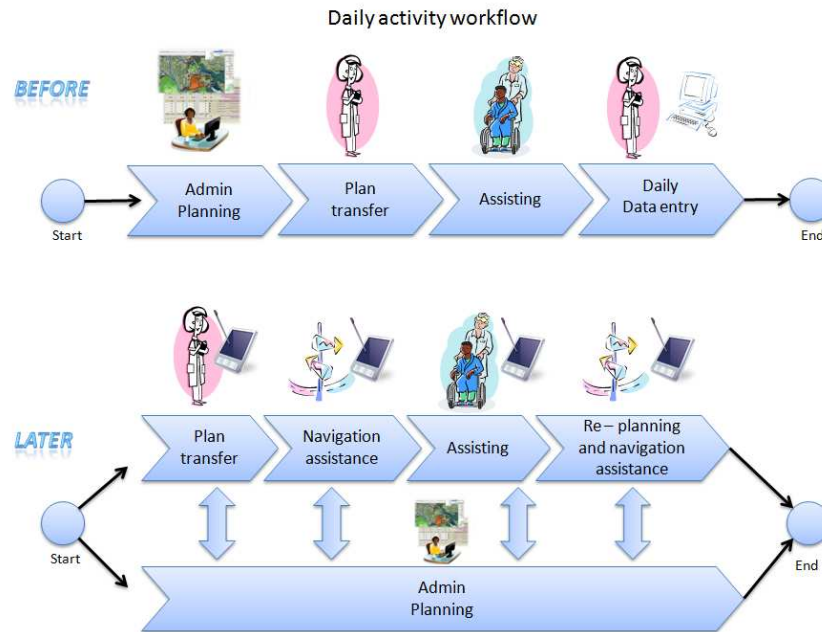 Daily activity workflow
BEFORE
Admin
Planning
Plan
transfer
Assisting
Daily
Data entry
Start
End
LATER
Plan
transfer
Navigation
assistance
Assisting
Re – planning
and navigation
assistance
Start
End
Admin
Planning